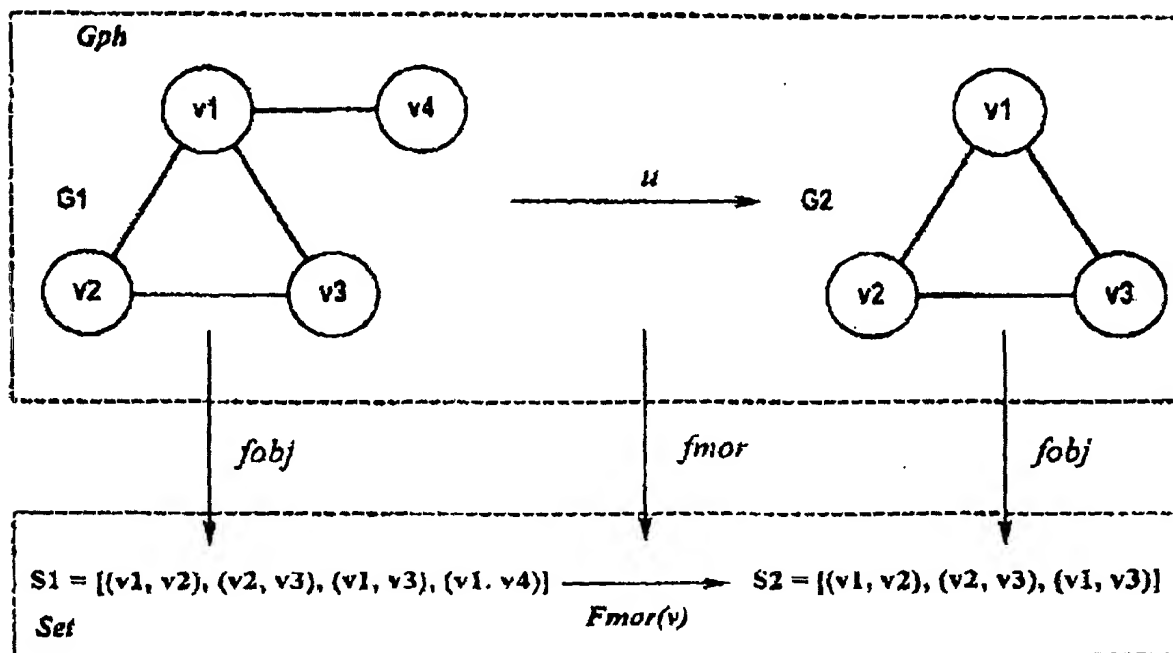 Gph
v1
v4
v1
u
G1
G2
v2
v3
v2
v3
fobj
fmor
fobj
S1 = [(v1, v2), (v2, v3), (v1, v3), (v1. v4)]
S2 = [(v1, v2), (v2, v3), (v1, v3)]
Fmor(v)
Set